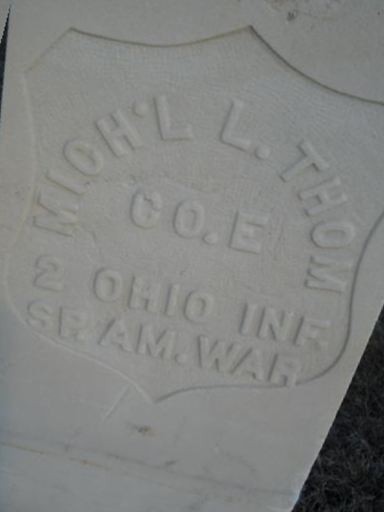 MICH'L L. THOM
CO. E
2 OHIO INF.
SP. AM. WAR